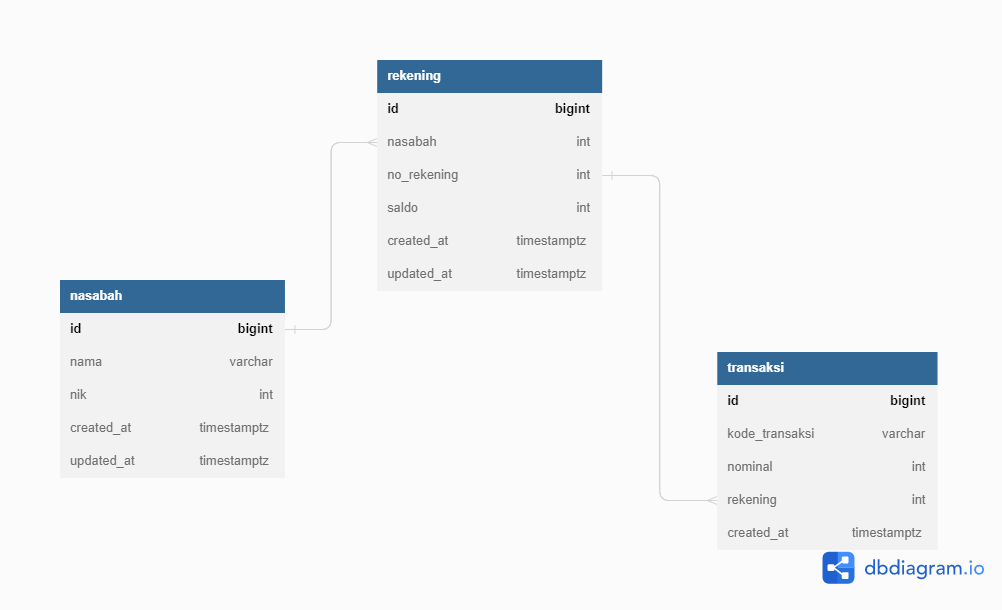 rekening
id bigint
nasabah int
no_rekening int
saldo int
created_at timestamptz
updated_at timestamptz
nasabah
id bigint
nama varchar
nik int
created_at timestamptz
updated_at timestamptz
transaksi
id bigint
kode_transaksi varchar
nominal int
rekening int
created_at timestamptz
dbdiagram.io